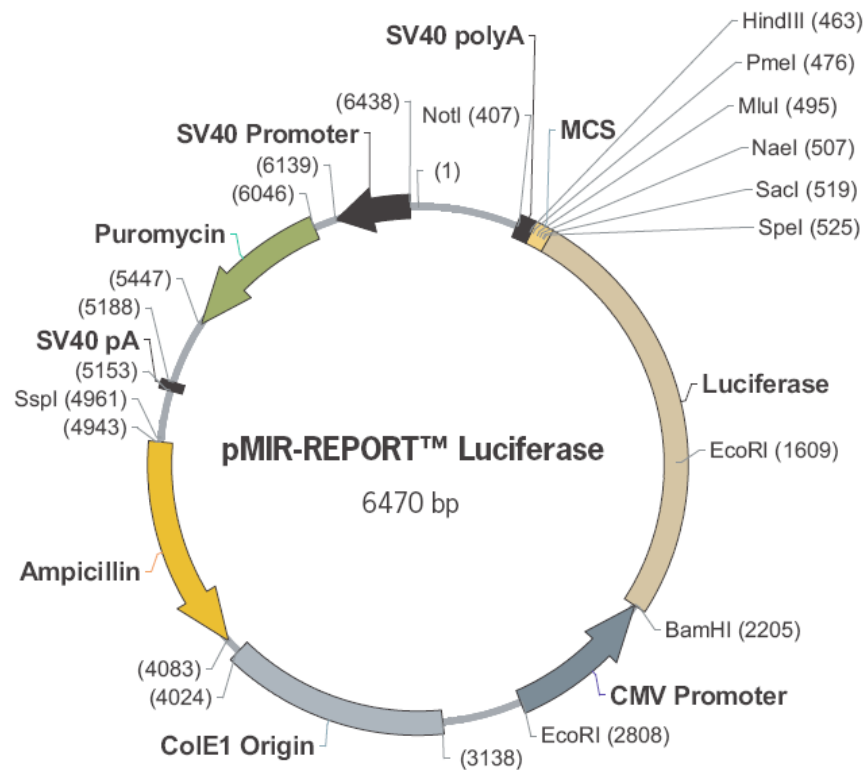 HindIII (463)
SV40 polyA
PmeI (476)
(6438)
NotI (407)
MluI (495)
MCS
SV40 Promoter
NaeI (507)
(6139)
(1)
(6046)
SacI (519)
SpeI (525)
Puromycin
(5447)
(5188)
SV40 pA
(5153)
Luciferase
SspI (4961)
(4943)
pMIR-REPORT™ Luciferase
EcoRI (1609)
6470 bp
Ampicillin
BamHI (2205)
(4083)
(4024)
CMV Promoter
EcoRI (2808)
ColE1 Origin
(3138)